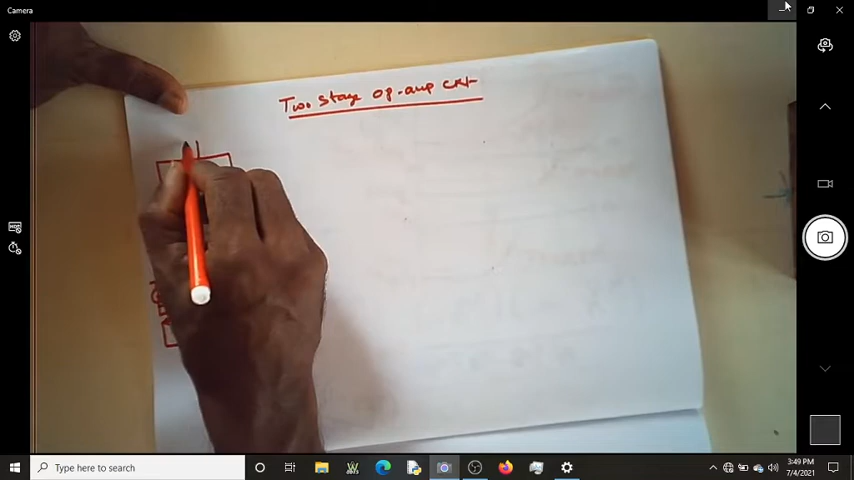 Camera
Two stage op-amp ckt
Type here to search
3:49 PM
7/4/2021